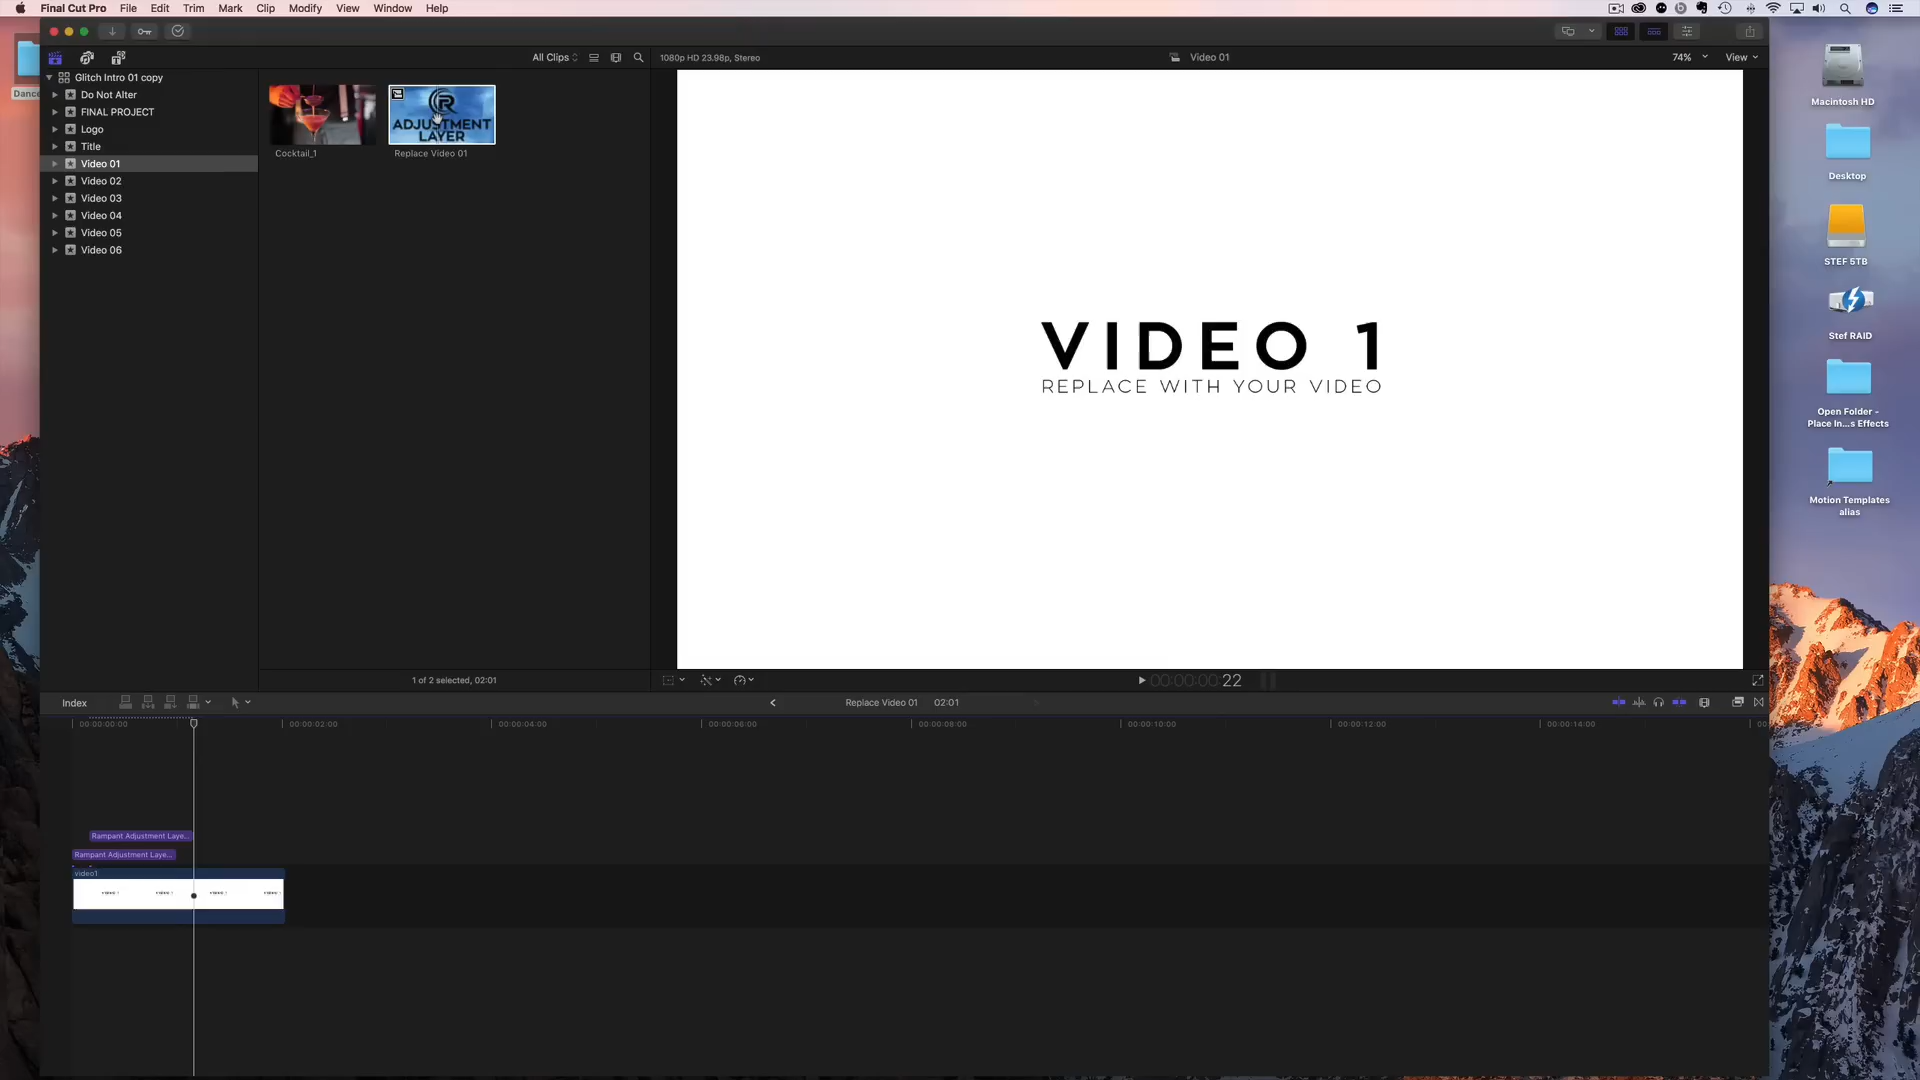 Final Cut Pro File Edit Trim Mark Clip Modify View Window Help
All Clips
1080p HD 23.98p, Stereo
Video 01
74%
View
Glitch Intro 01 copy
Do Not Alter
FINAL PROJECT
Logo
Title
Video 01
Video 02
Video 03
Video 04
Video 05
Video 06
R
ADJUSTMENT
LAYER
Cocktail_1
Replace Video 01
VIDEO 1
REPLACE WITH YOUR VIDEO
1 of 2 selected, 02:01
00:00:00:22
Index
Replace Video 01 02:01
00:00:00:00 00:00:02:00 00:00:04:00 00:00:06:00 00:00:08:00 00:00:10:00 00:00:12:00 00:00:14:00
Rampant Adjustment Laye...
Rampant Adjustment Laye...
video1
Dance
Macintosh HD
Desktop
STEF 5TB
Stef RAID
Open Folder -
Place In...s Effects
Motion Templates
alias